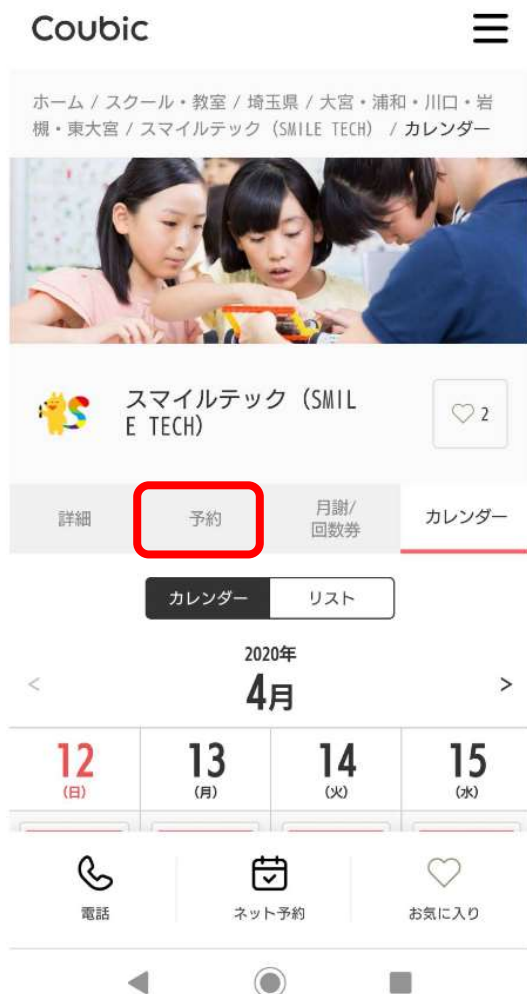 Coubic
ホーム / スクール・教室 / 埼玉県 / 大宮・浦和・川口・岩
槻・東大宮 / スマイルテック (SMILE TECH) / カレンダー
スマイルテック (SMIL
E TECH)
2
詳細
予約
月謝/
回数券
カレンダー
カレンダー
リスト
2020年
<
4月
>
12
(日)
13
(月)
14
(火)
15
(水)
電話
ネット予約
お気に入り